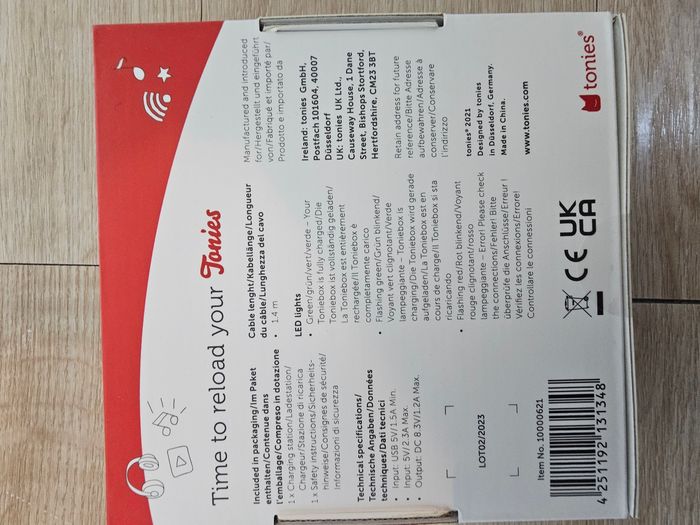 Time to reload your Tonies
Included in packaging/Im Paket
enthalten/Contenue dans
l'emballage/Compreso in dotazione
1 x Charging station/Ladestation/
Chargeur/Stazione di ricarica
1 x Safety instructions/Sicherheits-
hinweise/Consignes de sécurité/
Informazioni di sicurezza
Technical specifications/
Technische Angaben/Données
techniques/Dati tecnici
• Input: USB 5V/1.5A Min.
• Input: 5V/2.3A Max.
• Output: DC 8.3V/1.2A Max.
LOT02/2023
Item No. 10000621
4 251192 131348
Cable lenght/Kabellänge/Longueur
du câble/Lunghezza del cavo
• 1.4 m
LED lights
• Green/grün/vert/verde – Your
Toniebox is fully charged/Die
Toniebox ist vollständig geladen/
La Toniebox est entièrement
rechargée/Il Toniebox è
completamente carico
• Flashing green/Grün blinkend/
Voyant vert clignotant/Verde
lampeggiante – Toniebox is
charging/Die Toniebox wird gerade
aufgeladen/La Toniebox est en
cours de charge/Il Toniebox si sta
ricaricando
• Flashing red/Rot blinkend/Voyant
rouge clignotant/rosso
lampeggiante – Error! Please check
the connections/Fehler! Bitte
überprüfe die Anschlüsse/Erreur !
Vérifiez les connexions/Errore!
Controllare le connessioni
CE UK
CA
Manufactured and introduced
for/Hergestellt und eingeführt
von/Fabriqué et importé par/
Prodotto e importato da
Ireland: tonies GmbH,
Postfach 101604, 40007
Düsseldorf
UK: tonies UK Ltd.,
Causeway House, 1 Dane
Street, Bishops Stortford,
Hertfordshire, CM23 3BT
Retain address for future
reference/Bitte Adresse
aufbewahren/Adresse à
conserver/Conservare
l'indirizzo
tonies® 2021
Designed by tonies
in Düsseldorf, Germany.
Made in China.
www.tonies.com
tonies®